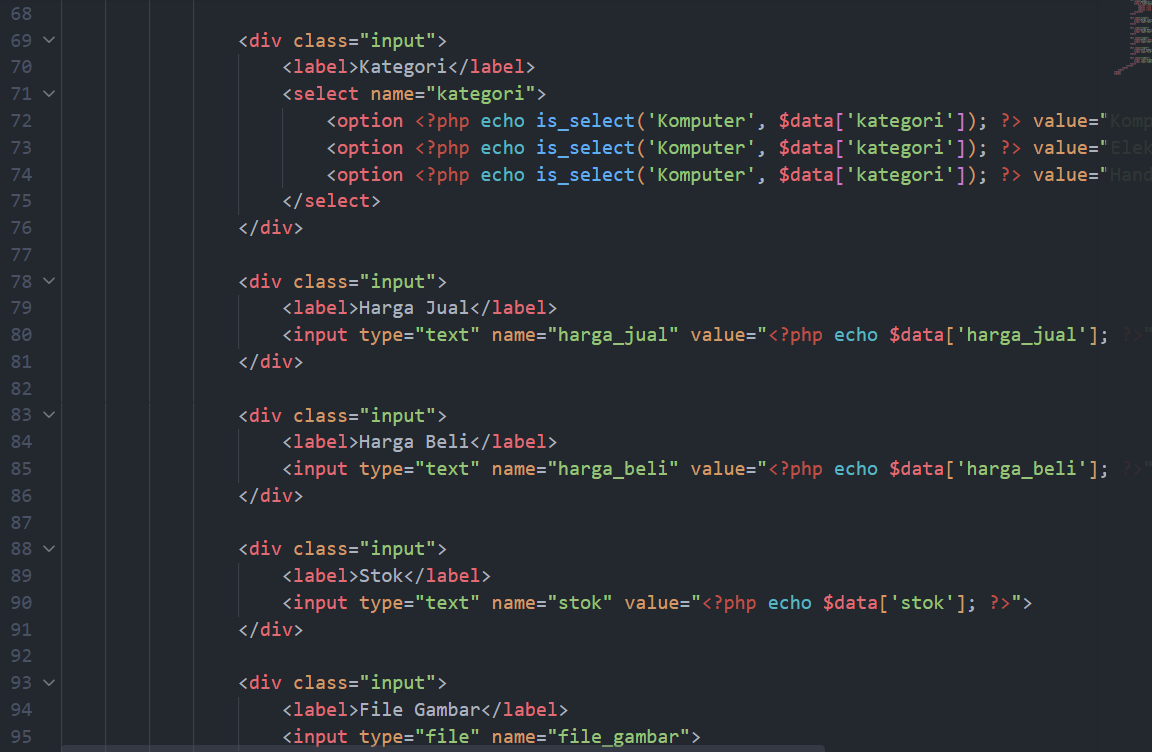 68
69 <div class="input">
70 <label>Kategori</label>
71 <select name="kategori">
72 <option <?php echo is_select('Komputer', $data['kategori']); ?> value="Komp
73 <option <?php echo is_select('Komputer', $data['kategori']); ?> value="Elek
74 <option <?php echo is_select('Komputer', $data['kategori']); ?> value="Hand
75 </select>
76 </div>
77
78 <div class="input">
79 <label>Harga Jual</label>
80 <input type="text" name="harga_jual" value="<?php echo $data['harga_jual']; ?>"
81 </div>
82
83 <div class="input">
84 <label>Harga Beli</label>
85 <input type="text" name="harga_beli" value="<?php echo $data['harga_beli']; ?>"
86 </div>
87
88 <div class="input">
89 <label>Stok</label>
90 <input type="text" name="stok" value="<?php echo $data['stok']; ?>">
91 </div>
92
93 <div class="input">
94 <label>File Gambar</label>
95 <input type="file" name="file_gambar">